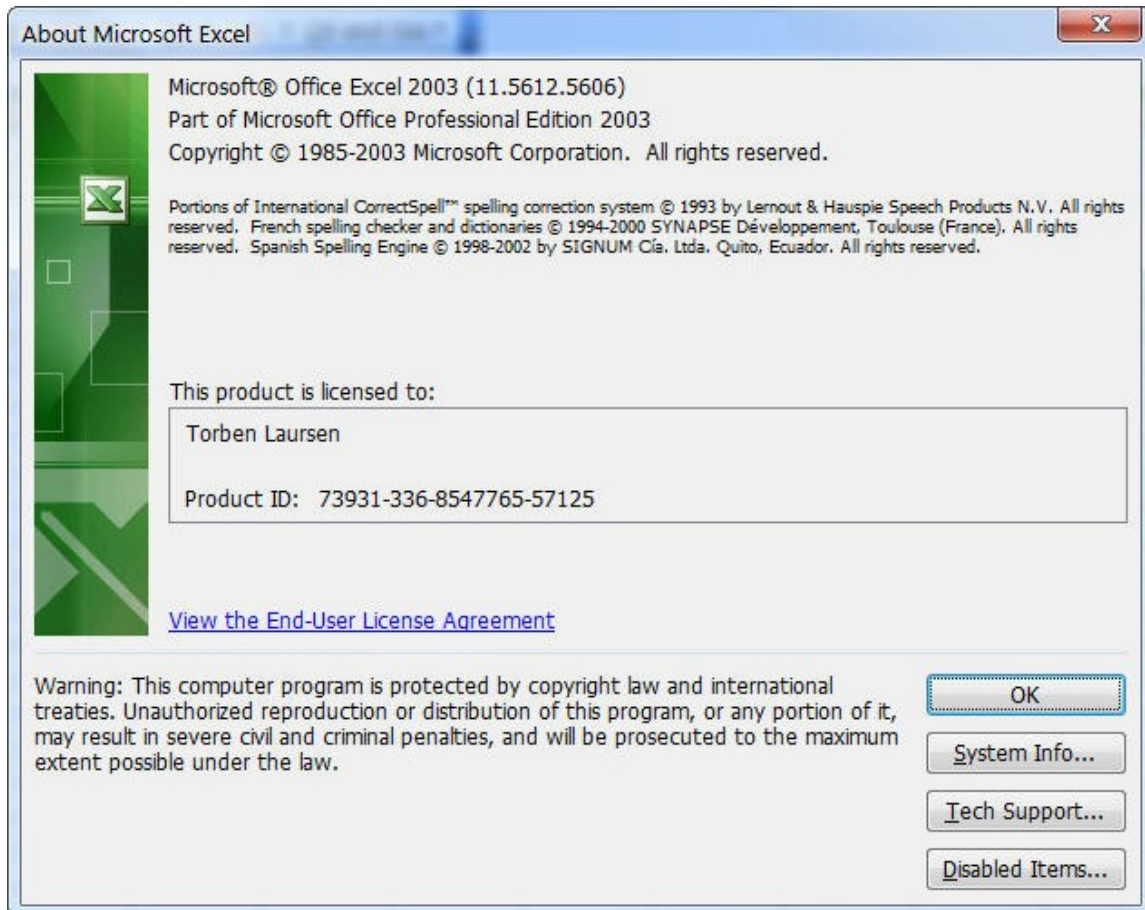 About Microsoft Excel
Microsoft® Office Excel 2003 (11.5612.5606)
Part of Microsoft Office Professional Edition 2003
Copyright © 1985-2003 Microsoft Corporation. All rights reserved.
Portions of International CorrectSpell™ spelling correction system © 1993 by Lernout & Hauspie Speech Products N.V. All rights
reserved. French spelling checker and dictionaries © 1994-2000 SYNAPSE Développement, Toulouse (France). All rights
reserved. Spanish Spelling Engine © 1998-2002 by SIGNUM Cía. Ltda. Quito, Ecuador. All rights reserved.
This product is licensed to:
Torben Laursen
Product ID: 73931-336-8547765-57125
View the End-User License Agreement
Warning: This computer program is protected by copyright law and international
treaties. Unauthorized reproduction or distribution of this program, or any portion of it,
may result in severe civil and criminal penalties, and will be prosecuted to the maximum
extent possible under the law.
OK
System Info...
Tech Support...
Disabled Items...